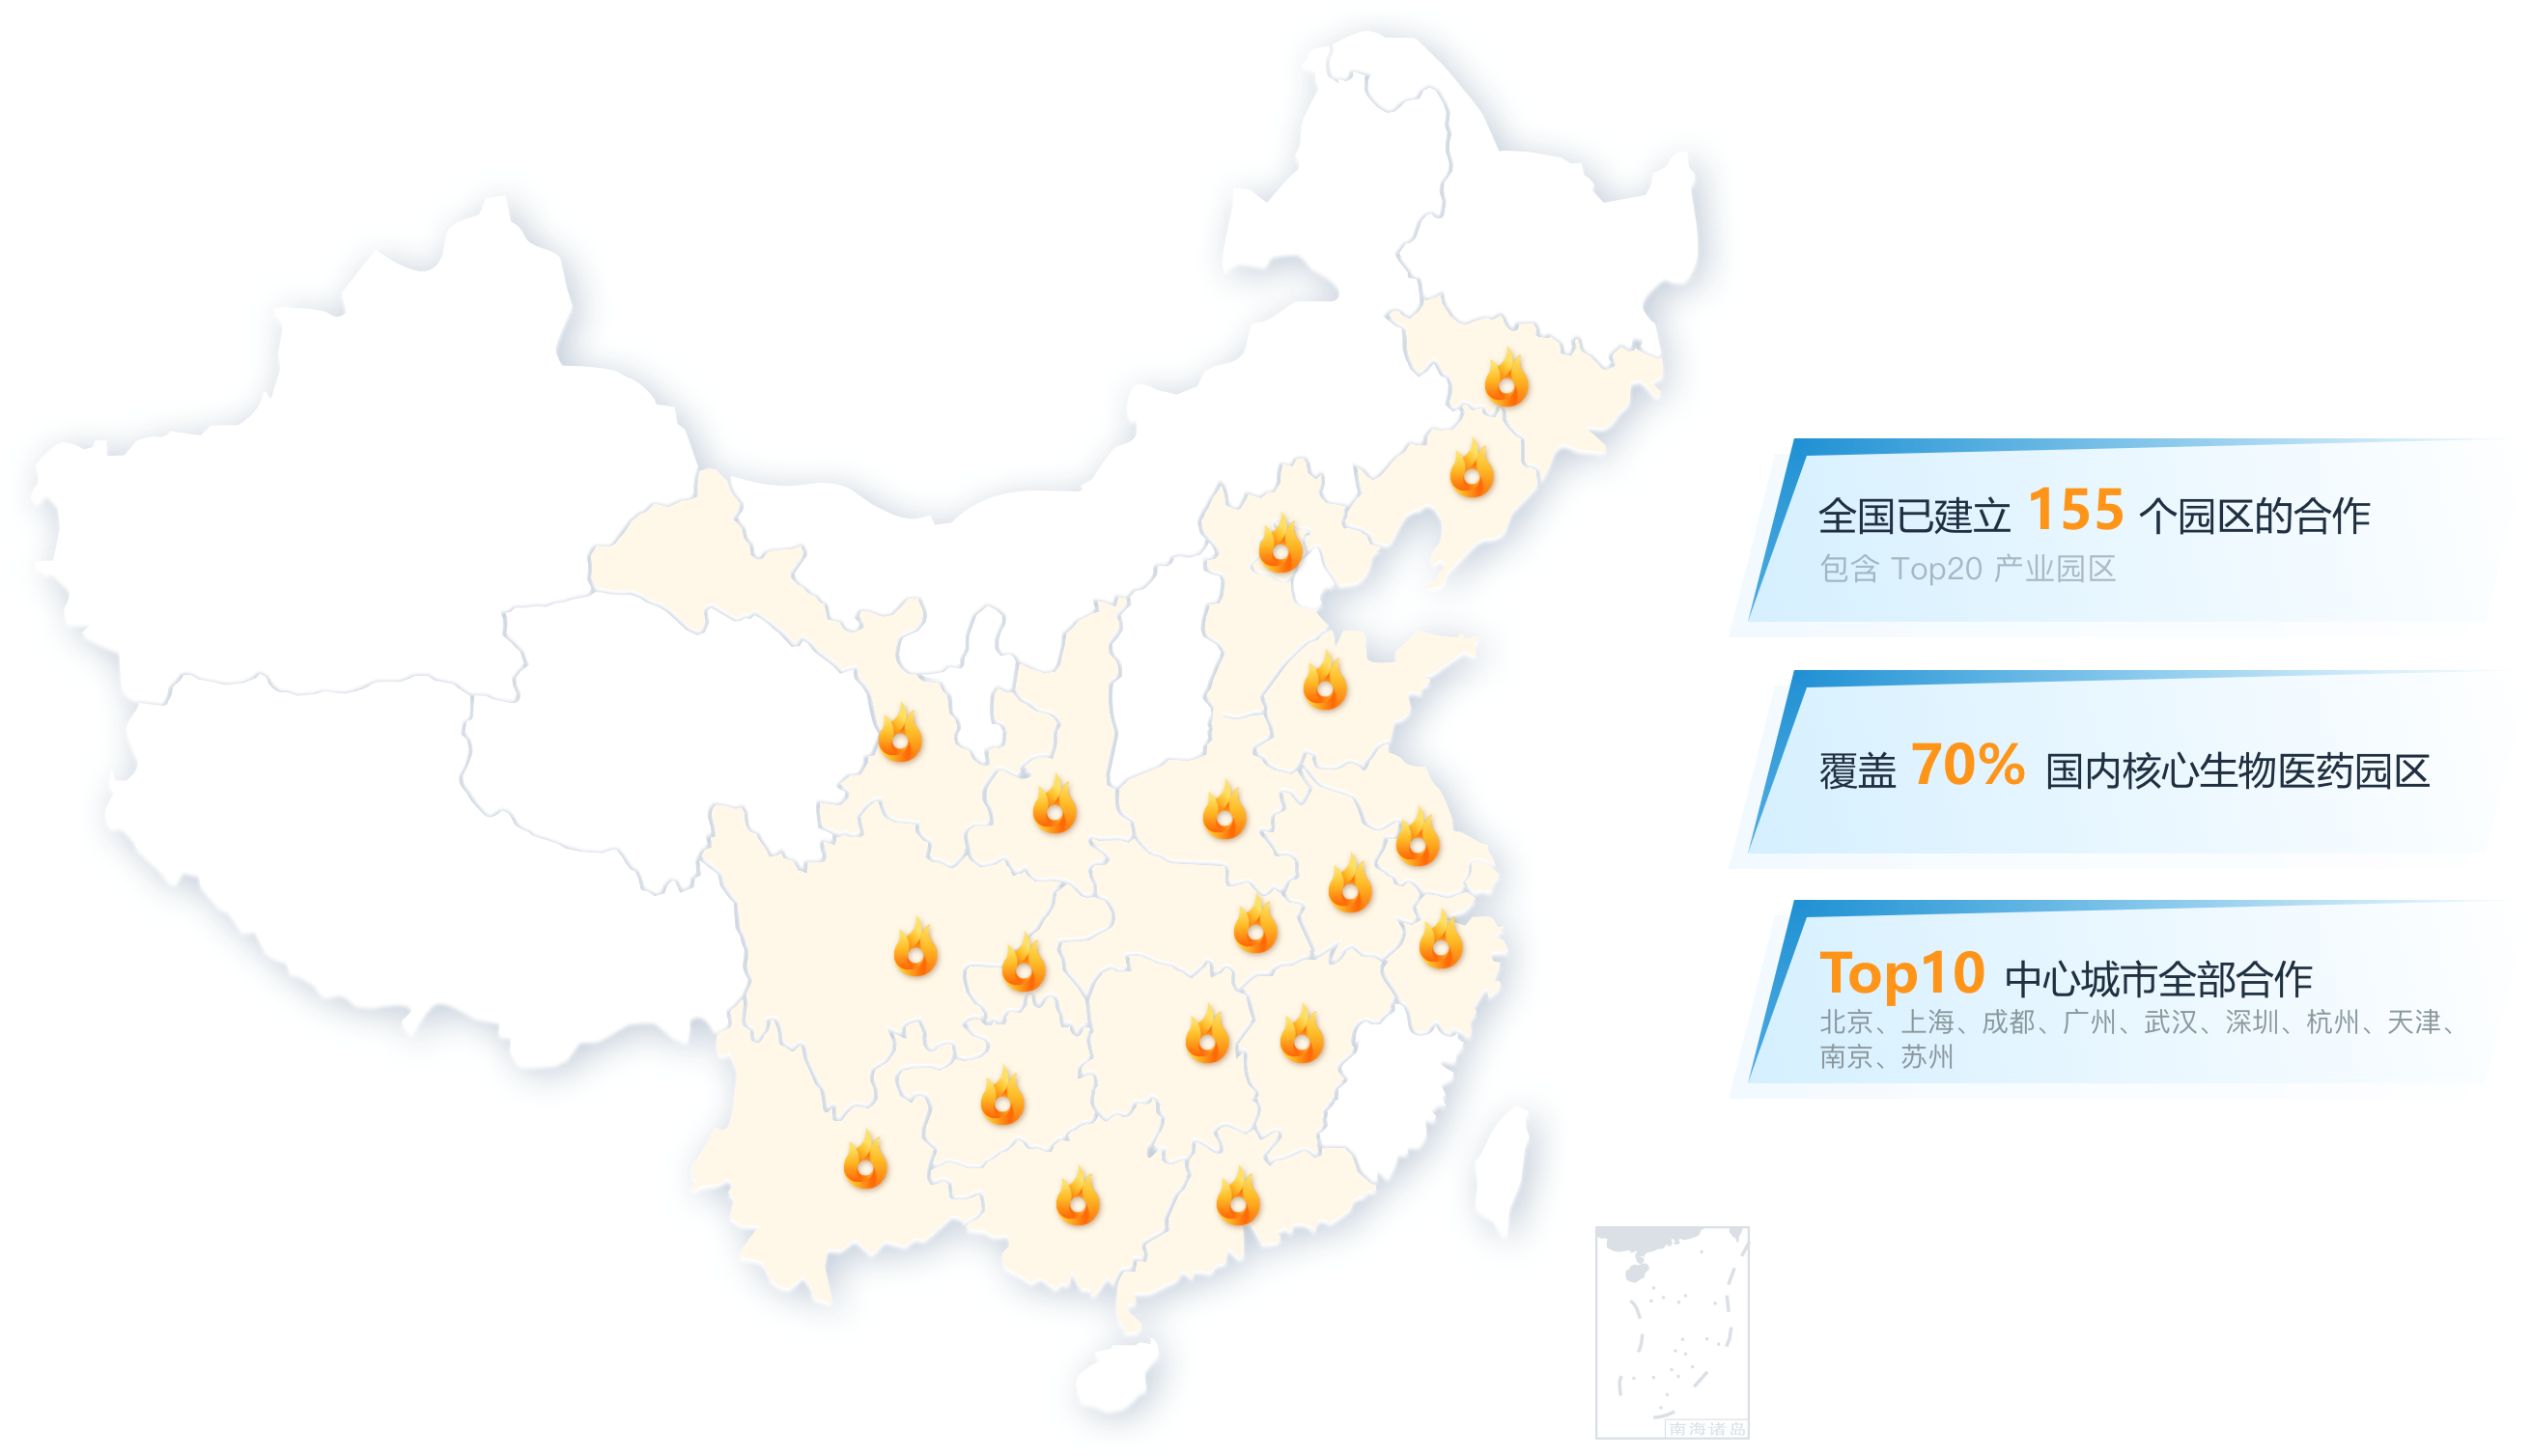 全国已建立 155 个园区的合作
包含 Top20 产业园区
覆盖 70% 国内核心生物医药园区
Top10 中心城市全部合作
北京、上海、成都、广州、武汉、深圳、杭州、天津、
南京、苏州
南海诸岛